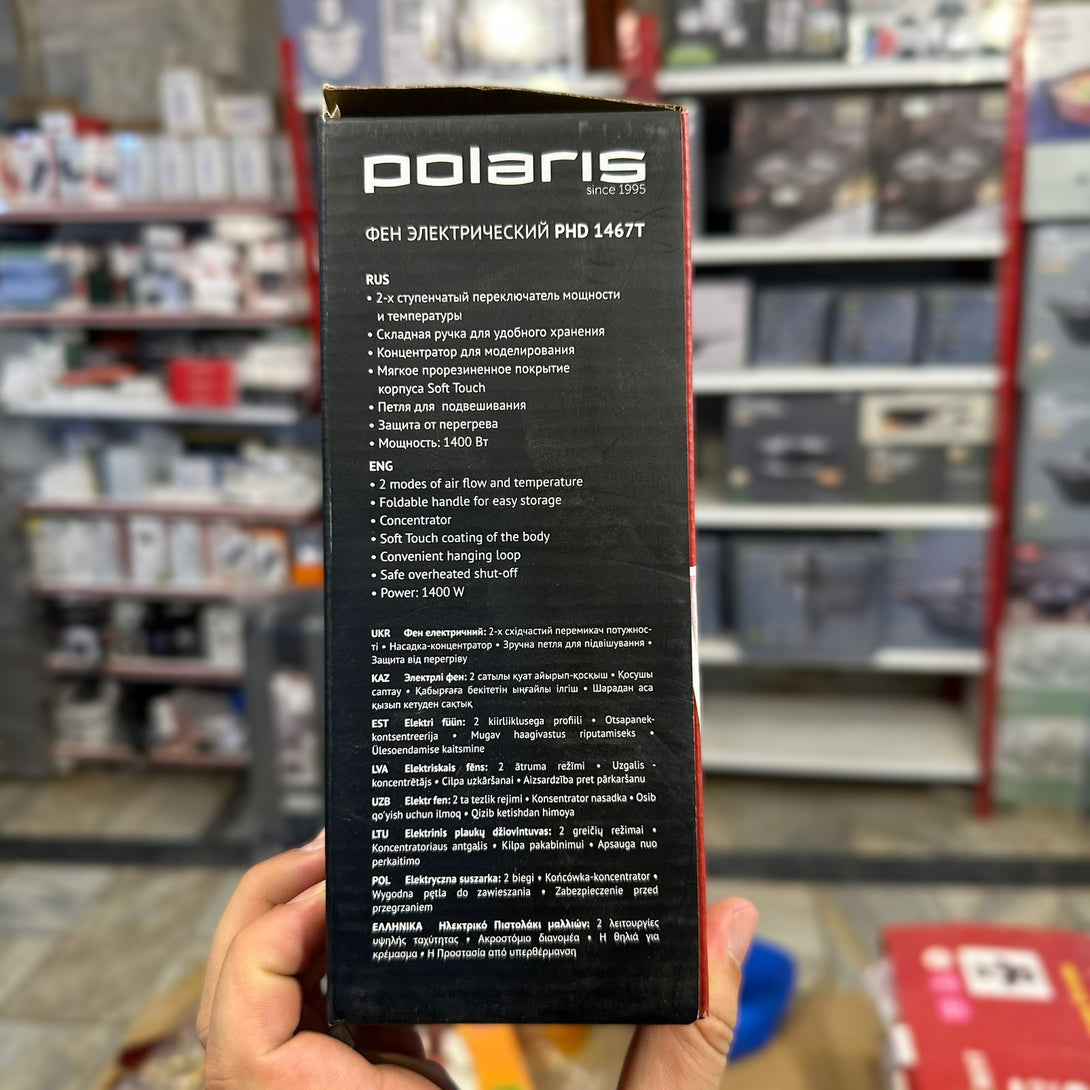 polaris
since 1995
ФЕН ЭЛЕКТРИЧЕСКИЙ PHD 1467T
RUS
• 2-х ступенчатый переключатель мощности
и температуры
• Складная ручка для удобного хранения
• Концентратор для моделирования
• Мягкое прорезиненное покрытие
корпуса Soft Touch
• Петля для подвешивания
• Защита от перегрева
• Мощность: 1400 Вт
ENG
• 2 modes of air flow and temperature
• Foldable handle for easy storage
• Concentrator
• Soft Touch coating of the body
• Convenient hanging loop
• Safe overheated shut-off
• Power: 1400 W
UKR Фен електричний: 2-х східчастий перемикач потужнос-
ті • Насадка-концентратор • Зручна петля для підвішування •
Защита від перегріву
KAZ Электрлі фен: 2 сатылы қуат айырып-қосқыш • Қосушы
саптау • Қабырғаға бекітетін ыңғайлы ілгіш • Шарадан аса
қызып кетуден сақтық
EST Elektri füün: 2 kiirliiklusega profiili • Otsapanek-
kontsentreerija • Mugav haagivastus riputamiseks •
Ülesoendamise kaitsmine
LVA Elektriskais fēns: 2 ātruma režīmi • Uzgalis -
koncentrētājs • Cilpa uzkāršanai • Aizsardzība pret pārkaršanu
UZB Elektr fen: 2 ta tezlik rejimi • Konsentrator nasadka • Osib
qo'yish uchun ilmoq • Qizib ketishdan himoya
LTU Elektrinis plaukų džiovintuvas: 2 greičių režimai •
Koncentratoriaus antgalis • Kilpa pakabinimui • Apsauga nuo
perkaitimo
POL Elektryczna suszarka: 2 biegi • Końcówka-koncentrator •
Wygodna pętla do zawieszania • Zabezpieczenie przed
przegrzaniem
ΕΛΛΗΝΙΚΑ Ηλεκτρικό Πιστολάκι μαλλιών: 2 λειτουργίες
υψηλής ταχύτητας • Ακροστόμιο διανομέα • Η θηλιά για
κρέμασμα • Η Προστασία από υπερθέρμανση